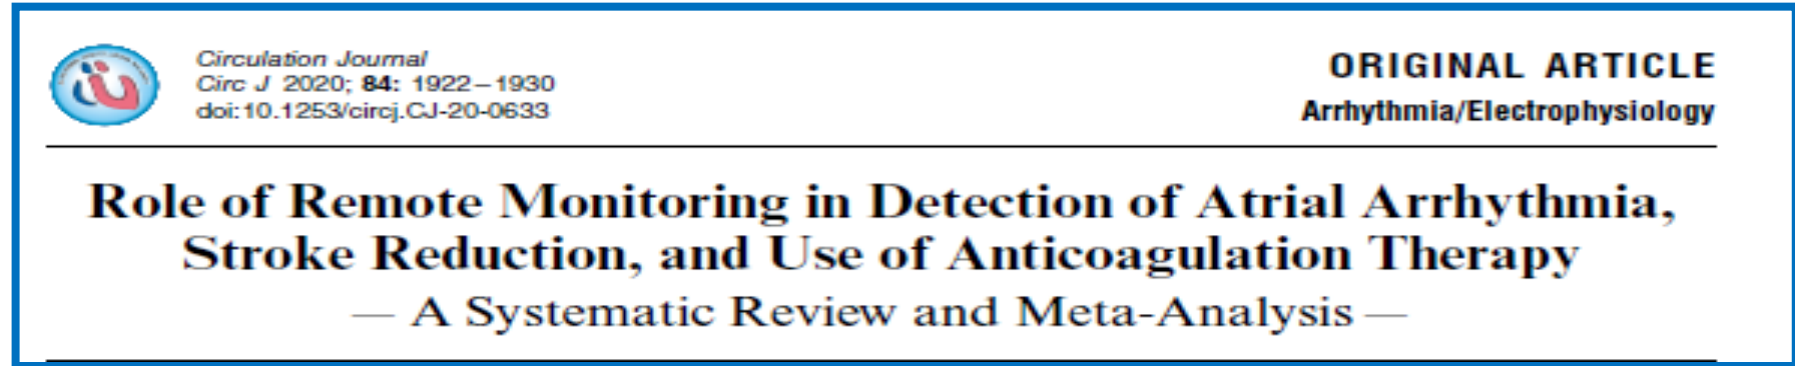 Circulation Journal
Circ J 2020; 84: 1922–1930
doi:10.1253/circj.CJ-20-0633
ORIGINAL ARTICLE
Arrhythmia/Electrophysiology
Role of Remote Monitoring in Detection of Atrial Arrhythmia,
Stroke Reduction, and Use of Anticoagulation Therapy
— A Systematic Review and Meta-Analysis —